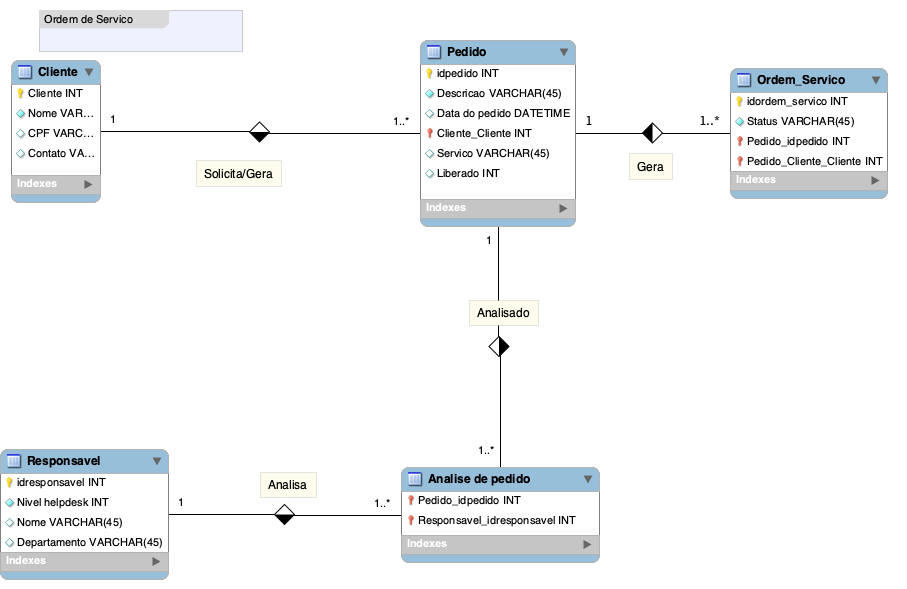 Ordem de Servico
Cliente
Cliente INT
Nome VAR...
CPF VARC...
Contato VA...
Indexes
1
1..*
Solicita/Gera
Pedido
idpedido INT
Descricao VARCHAR(45)
Data do pedido DATETIME
Cliente_Cliente INT
Servico VARCHAR(45)
Liberado INT
Indexes
1
1..*
Gera
Ordem_Servico
idordem_servico INT
Status VARCHAR(45)
Pedido_idpedido INT
Pedido_Cliente_Cliente INT
Indexes
1
Analisado
1..*
Responsavel
idresponsavel INT
Nivel helpdesk INT
Nome VARCHAR(45)
Departamento VARCHAR(45)
Indexes
1
Analisa
1..*
Analise de pedido
Pedido_idpedido INT
Responsavel_idresponsavel INT
Indexes